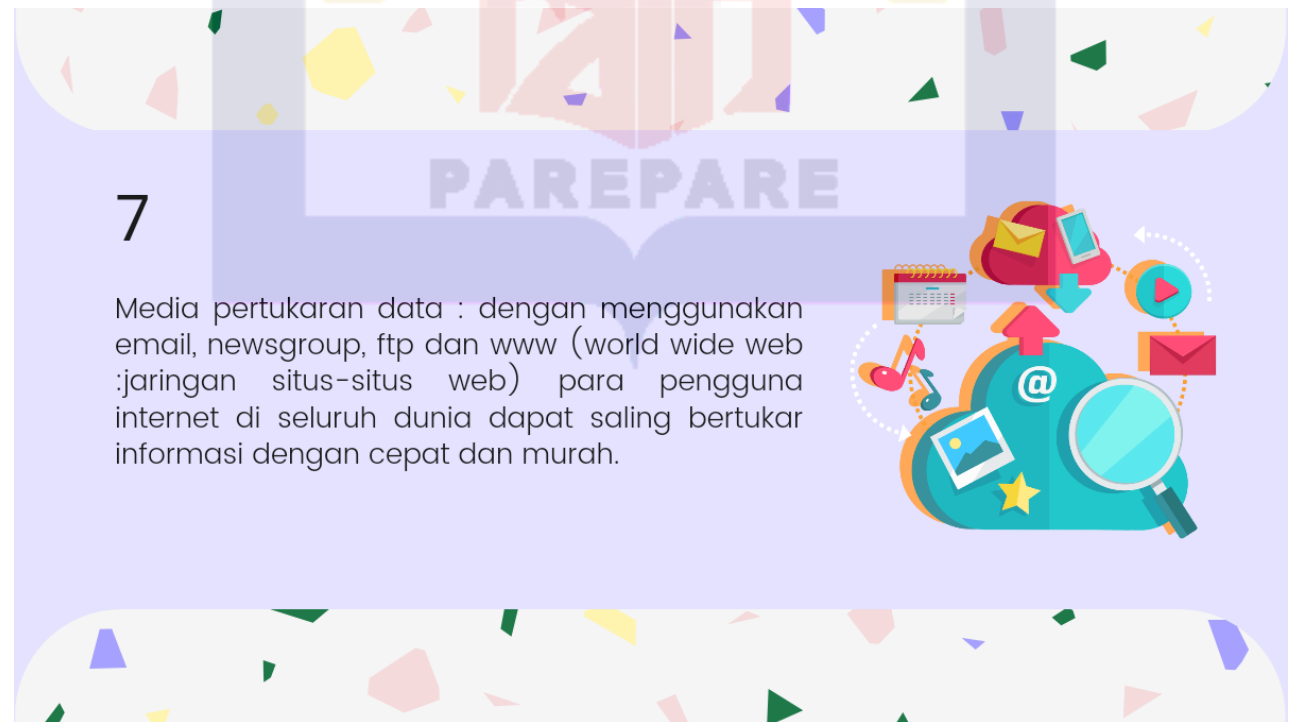 PAREPARE
7
Media pertukaran data : dengan menggunakan
email, newsgroup, ftp dan www (world wide web
:jaringan situs-situs web) para pengguna
internet di seluruh dunia dapat saling bertukar
informasi dengan cepat dan murah.
@